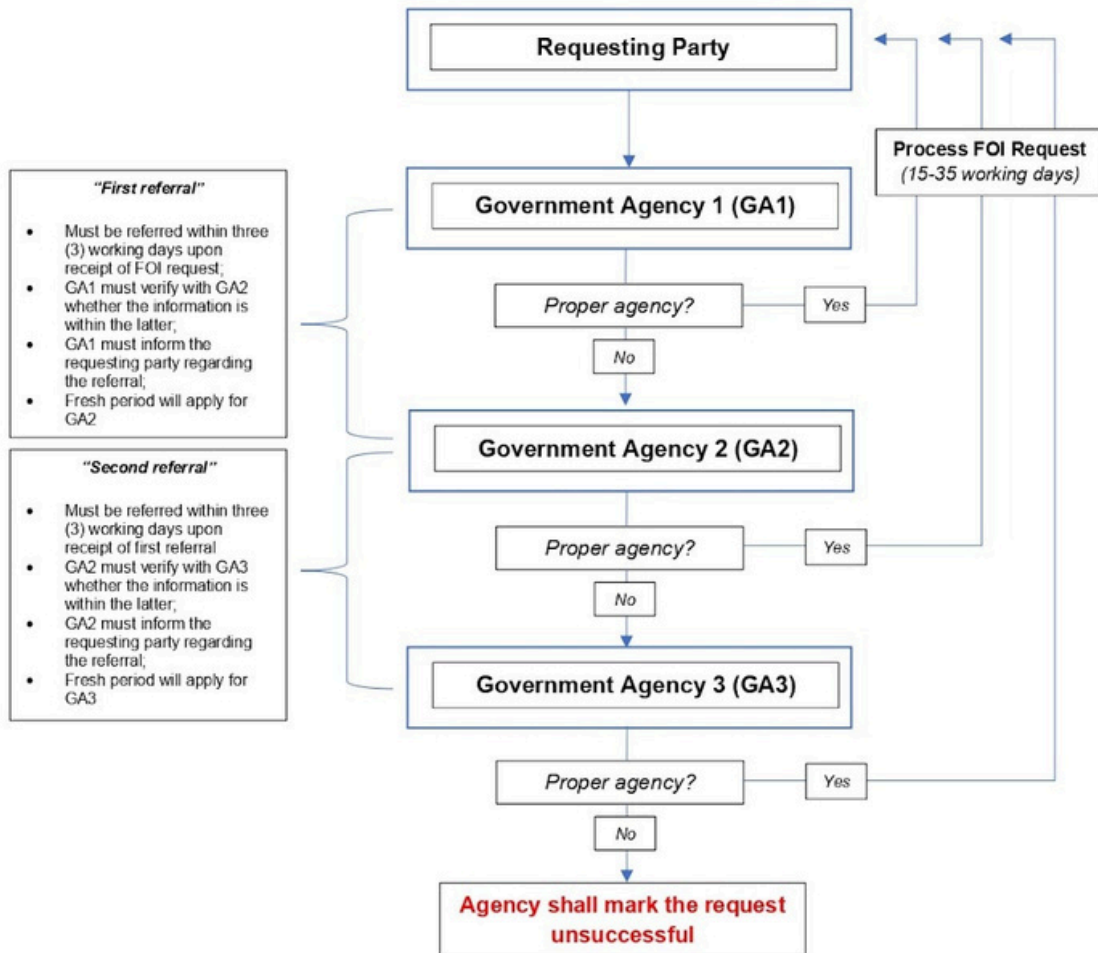 Requesting Party
Process FOI Request
(15-35 working days)
"First referral"
• Must be referred within three
(3) working days upon
receipt of FOI request;
• GA1 must verify with GA2
whether the information is
within the latter;
• GA1 must inform the
requesting party regarding
the referral;
• Fresh period will apply for
GA2
Government Agency 1 (GA1)
Proper agency?
Yes
No
Government Agency 2 (GA2)
"Second referral"
• Must be referred within three
(3) working days upon
receipt of first referral
• GA2 must verify with GA3
whether the information is
within the latter;
• GA2 must inform the
requesting party regarding
the referral;
• Fresh period will apply for
GA3
Proper agency?
Yes
No
Government Agency 3 (GA3)
Proper agency?
Yes
No
Agency shall mark the request
unsuccessful